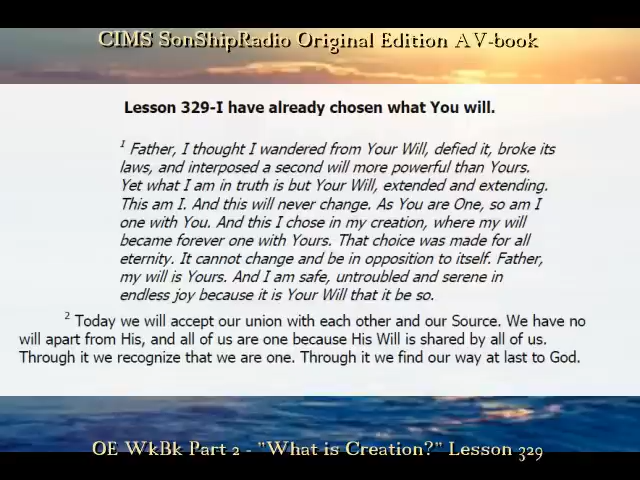 CIMS SonShipRadio Original Edition AV-book
Lesson 329-I have already chosen what You will.
1 Father, I thought I wandered from Your Will, defied it, broke its
laws, and interposed a second will more powerful than Yours.
Yet what I am in truth is but Your Will, extended and extending.
This am I. And this will never change. As You are One, so am I
one with You. And this I chose in my creation, where my will
became forever one with Yours. That choice was made for all
eternity. It cannot change and be in opposition to itself. Father,
my will is Yours. And I am safe, untroubled and serene in
endless joy because it is Your Will that it be so.
2 Today we will accept our union with each other and our Source. We have no
will apart from His, and all of us are one because His Will is shared by all of us.
Through it we recognize that we are one. Through it we find our way at last to God.
OE WkBk Part 2 - "What is Creation?" Lesson 329